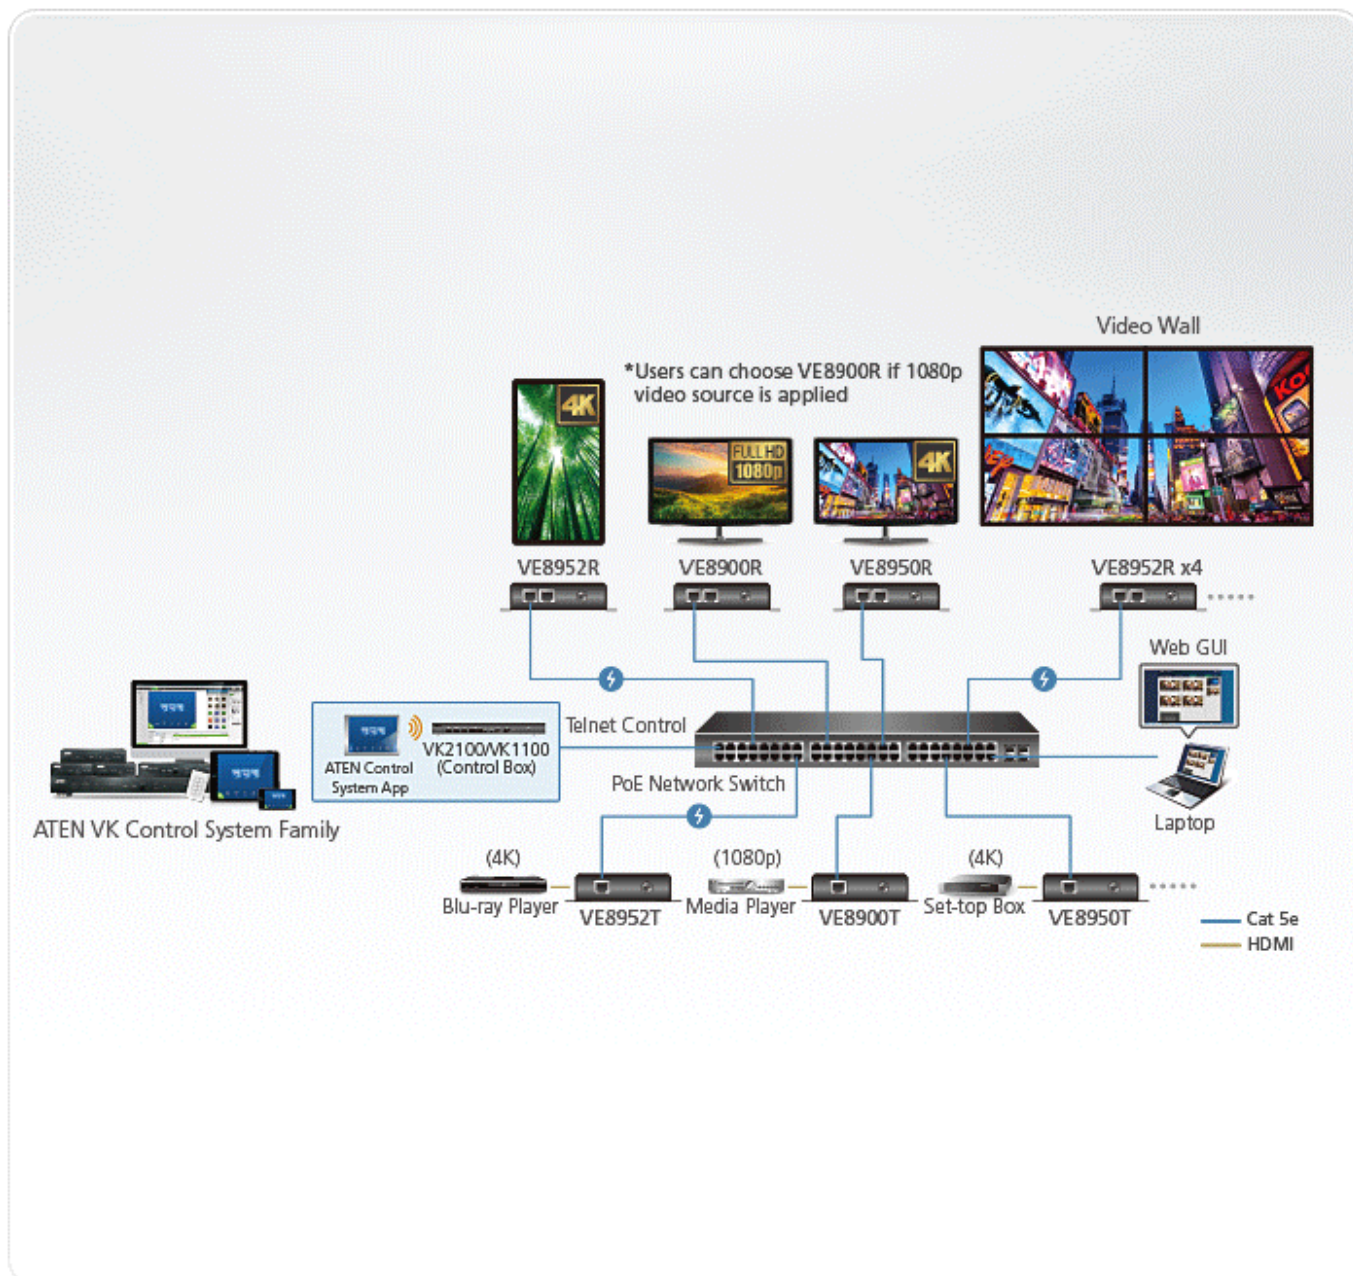 Video Wall
*Users can choose VE8900R if 1080p
video source is applied
4K
FULL HD
1080p
4K
VE8952R
VE8900R
VE8950R
VE8952R x4
Web GUI
Telnet Control
VK2100/VK1100
(Control Box)
ATEN Control
System App
PoE Network Switch
Laptop
ATEN VK Control System Family
(4K)
(1080p)
(4K)
Blu-ray Player
VE8952T
Media Player
VE8900T
Set-top Box
VE8950T
Cat 5e
HDMI